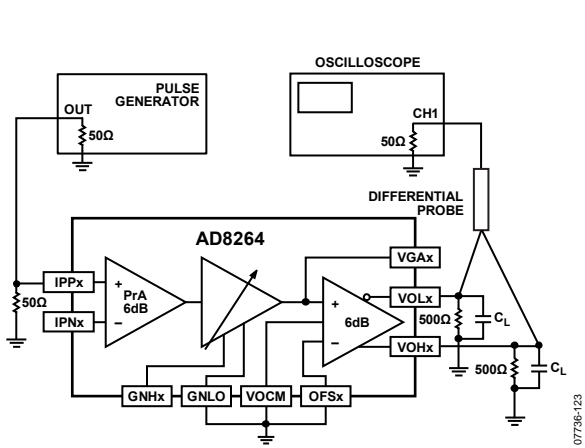 OSCILLOSCOPE
PULSE
GENERATOR
OUT
50Ω
CH1
50Ω
DIFFERENTIAL
PROBE
AD8264
VGAx
IPPx
+
PrA
6dB
–
IPNx
50Ω
+
6dB
–
VOLx
500Ω
CL
VOHx
500Ω
CL
GNHx
GNLO
VOCM
OFSx
07736-123